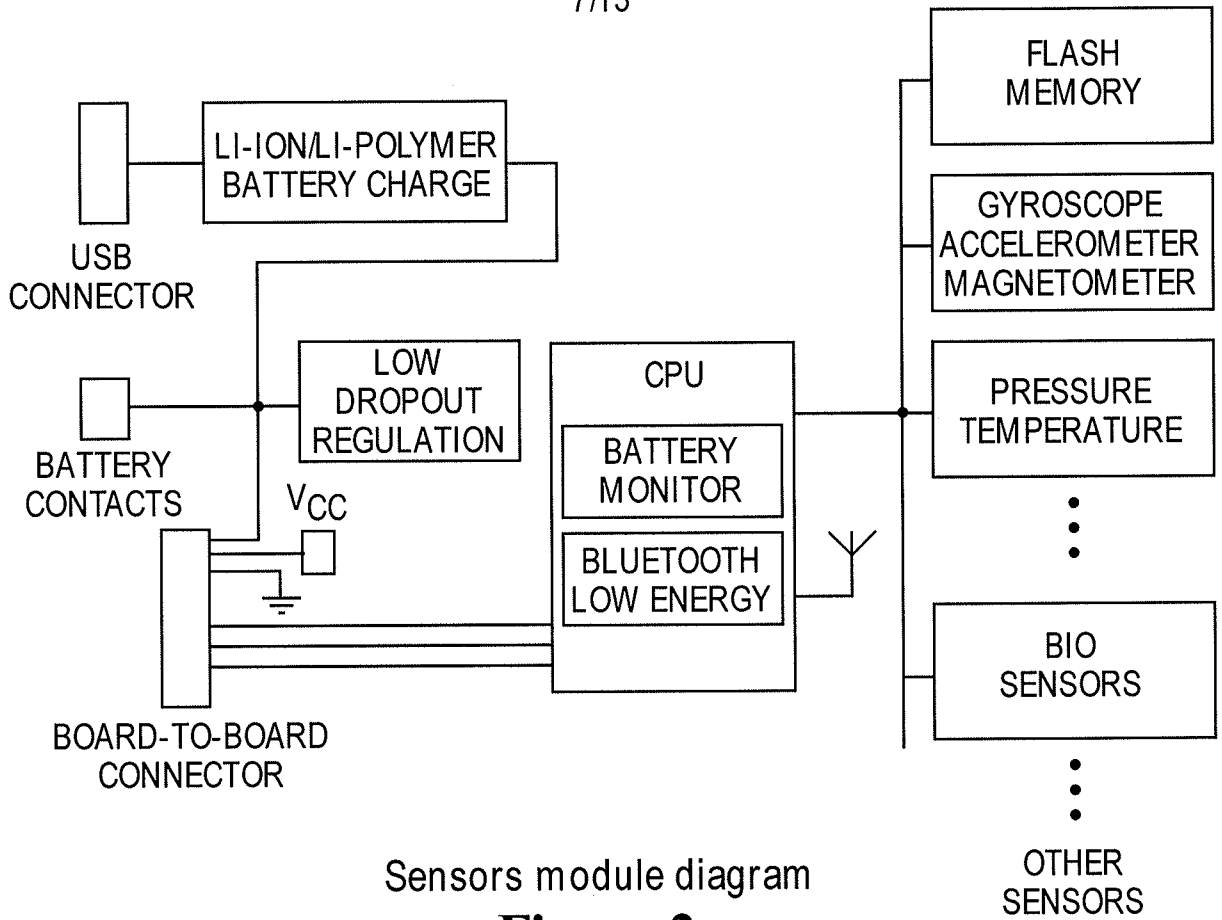 7/13
LI-ION/LI-POLYMER
BATTERY CHARGE
USB
CONNECTOR
LOW
DROPOUT
REGULATION
BATTERY
CONTACTS
VCC
BOARD-TO-BOARD
CONNECTOR
CPU
BATTERY
MONITOR
BLUETOOTH
LOW ENERGY
FLASH
MEMORY
GYROSCOPE
ACCELEROMETER
MAGNETOMETER
PRESSURE
TEMPERATURE
BIO
SENSORS
OTHER
SENSORS
Sensors module diagram